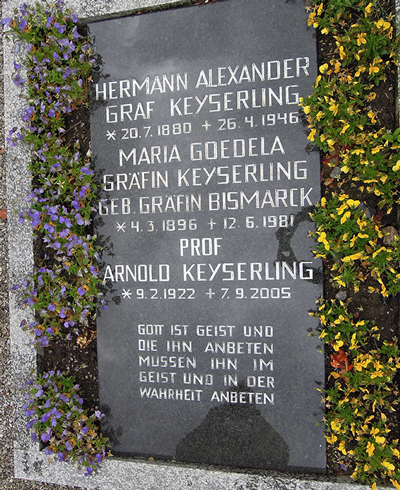 HERMANN ALEXANDER
GRAF KEYSERLING
* 20.7.1880 + 26.4.1946
MARIA GOEDELA
GRÄFIN KEYSERLING
GEB. GRÄFIN BISMARCK
* 4.3.1896 + 12.6.1981
PROF
ARNOLD KEYSERLING
* 9.2.1922 + 7.9.2005
GOTT IST GEIST UND
DIE IHN ANBETEN
MÜSSEN IHN IM
GEIST UND IN DER
WAHRHEIT ANBETEN